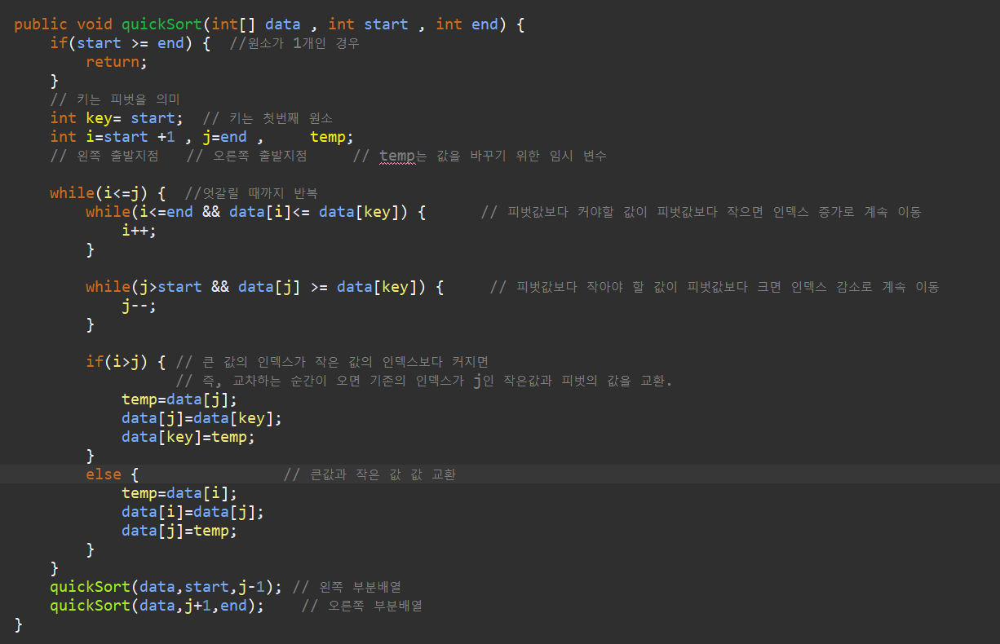 public void quickSort(int[] data , int start , int end) {
if(start >= end) { //원소가 1개인 경우
return;
}
// 키는 피벗을 의미
int key= start; // 키는 첫번째 원소
int i=start +1 , j=end , temp;
// 왼쪽 출발지점 // 오른쪽 출발지점 // temp는 값을 바꾸기 위한 임시 변수
while(i<=j) { //엇갈릴 때까지 반복
while(i<=end && data[i]<= data[key]) { // 피벗값보다 커야할 값이 피벗값보다 작으면 인덱스 증가로 계속 이동
i++;
}
while(j>start && data[j] >= data[key]) { // 피벗값보다 작아야 할 값이 피벗값보다 크면 인덱스 감소로 계속 이동
j--;
}
if(i>j) { // 큰 값의 인덱스가 작은 값의 인덱스보다 커지면
// 즉, 교차하는 순간이 오면 기존의 인덱스가 j인 작은값과 피벗의 값을 교환.
temp=data[j];
data[j]=data[key];
data[key]=temp;
}
else { // 큰값과 작은 값 값 교환
temp=data[i];
data[i]=data[j];
data[j]=temp;
}
}
quickSort(data,start,j-1); // 왼쪽 부분배열
quickSort(data,j+1,end); // 오른쪽 부분배열
}